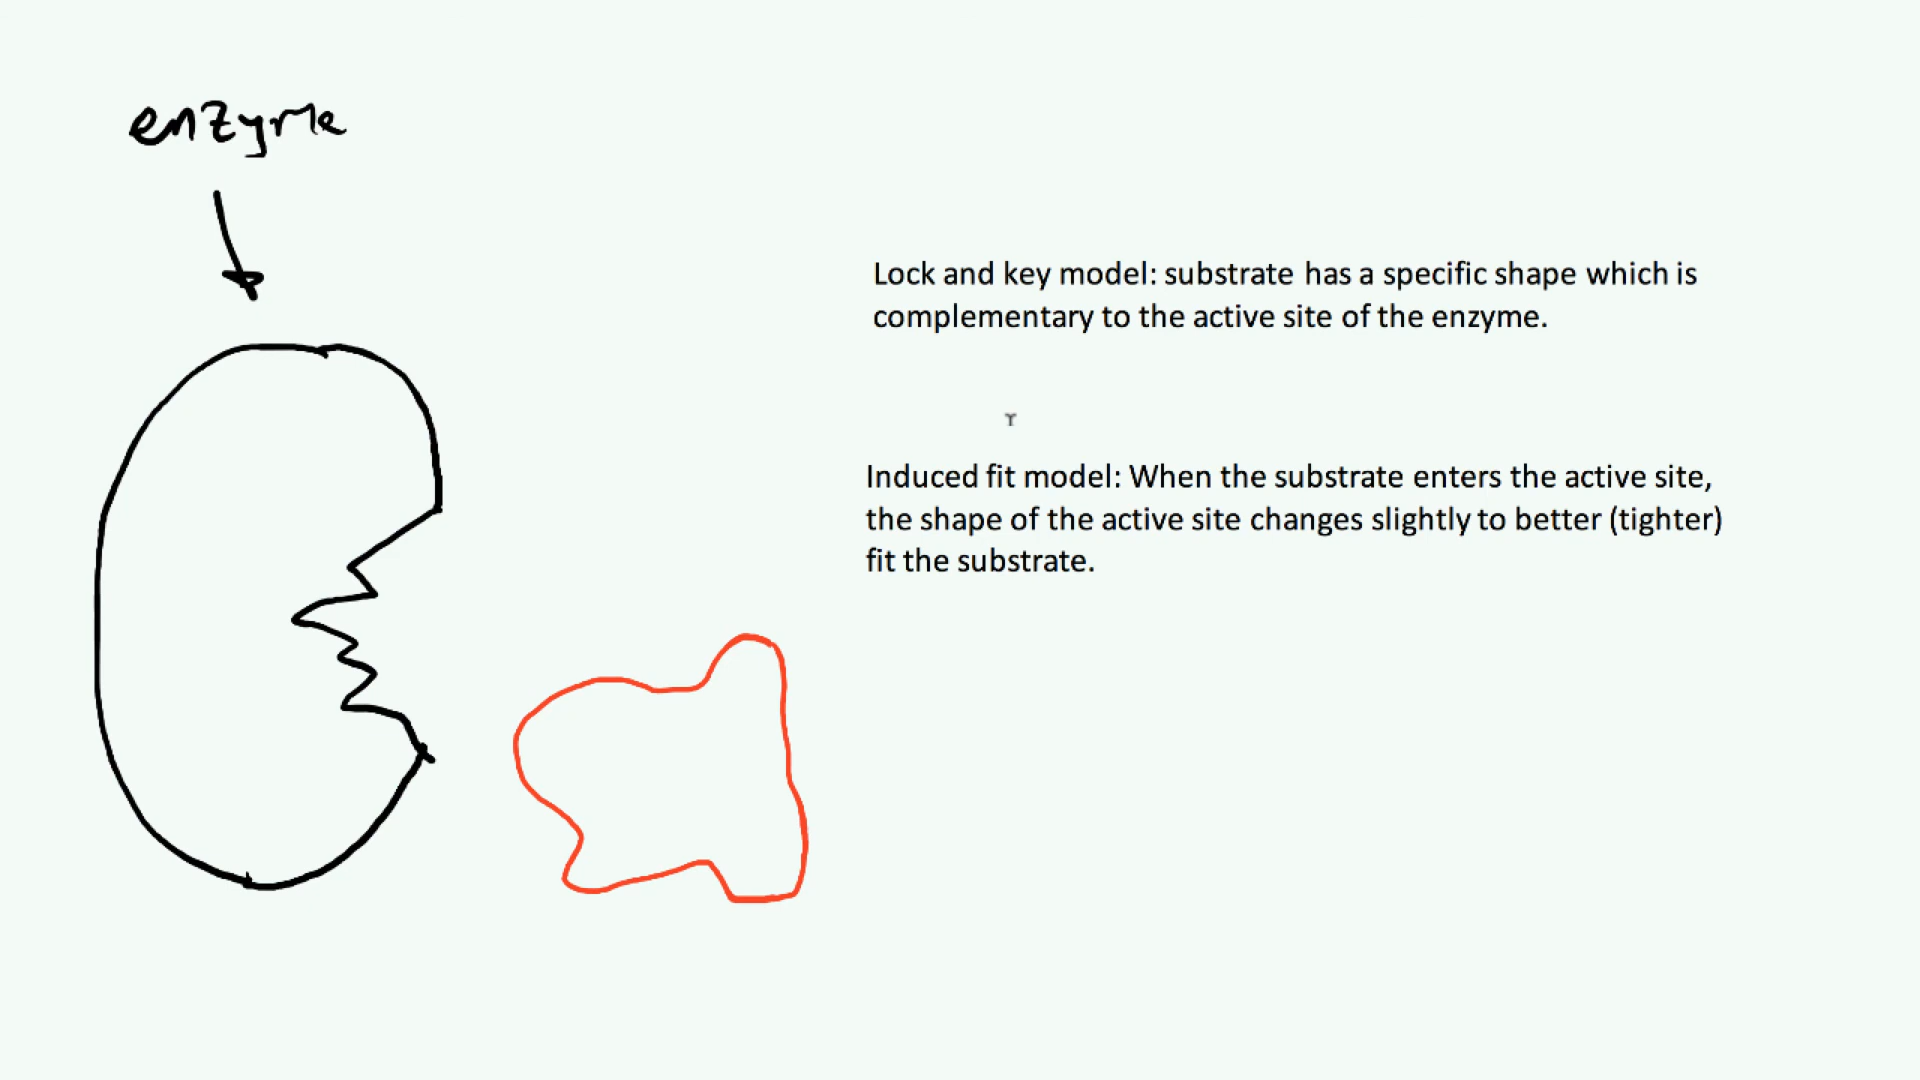 enzyme
Lock and key model: substrate has a specific shape which is
complementary to the active site of the enzyme.
Induced fit model: When the substrate enters the active site,
the shape of the active site changes slightly to better (tighter)
fit the substrate.